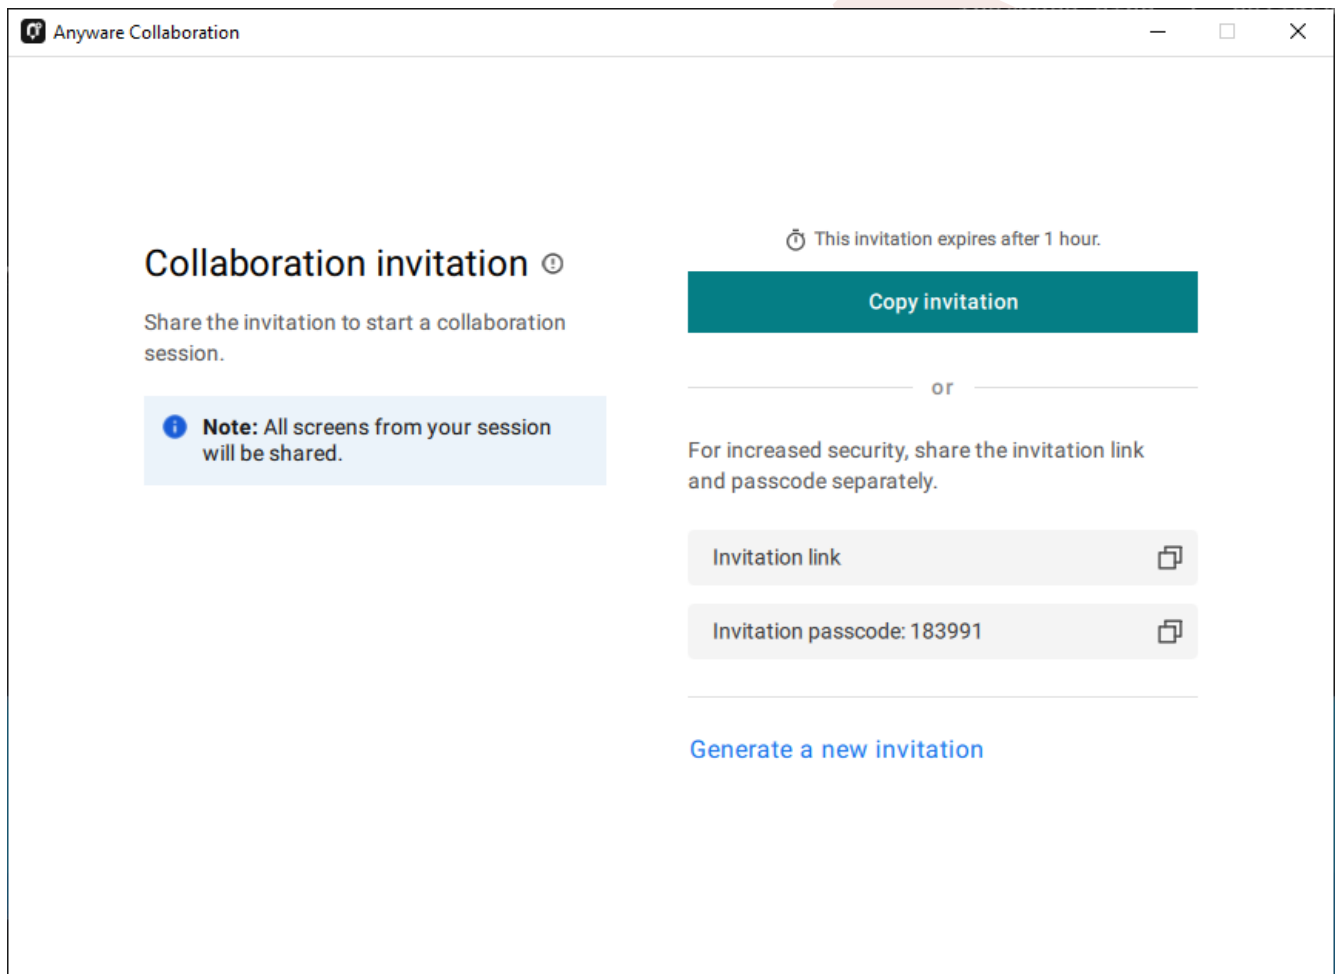 Anyware Collaboration
Collaboration invitation
Share the invitation to start a collaboration
session.
Note: All screens from your session
will be shared.
This invitation expires after 1 hour.
Copy invitation
or
For increased security, share the invitation link
and passcode separately.
Invitation link
Invitation passcode: 183991
Generate a new invitation